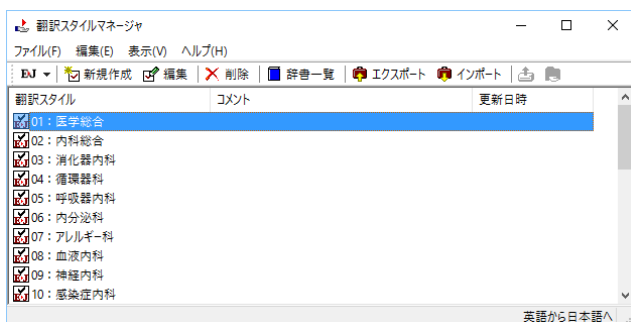 翻訳スタイルマネージャ
ファイル(F) 編集(E) 表示(V) ヘルプ(H)
EXJ 新規作成 編集 削除 辞書一覧 エクスポート インポート
翻訳スタイル コメント 更新日時
01：医学総合
02：内科総合
03：消化器内科
04：循環器科
05：呼吸器内科
06：内分泌科
07：アレルギー科
08：血液内科
09：神経内科
10：感染症内科
英語から日本語へ